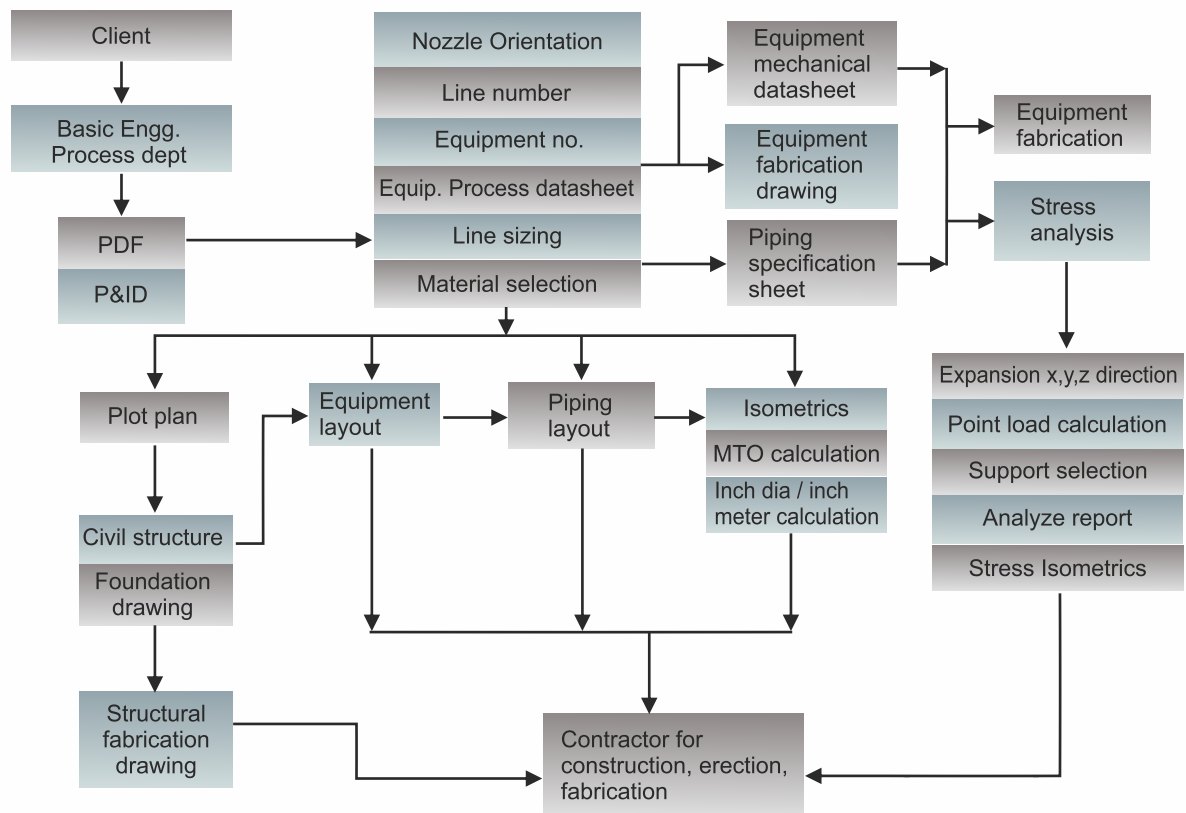 Client
Basic Engg.
Process dept
PDF
P&ID
Nozzle Orientation
Line number
Equipment no.
Equip. Process datasheet
Line sizing
Material selection
Equipment
mechanical
datasheet
Equipment
fabrication
drawing
Piping
specification
sheet
Equipment
fabrication
Stress
analysis
Expansion x,y,z direction
Point load calculation
Support selection
Analyze report
Stress Isometrics
Plot plan
Civil structure
Foundation
drawing
Structural
fabrication
drawing
Equipment
layout
Piping
layout
Isometrics
MTO calculation
Inch dia / inch
meter calculation
Contractor for
construction, erection,
fabrication